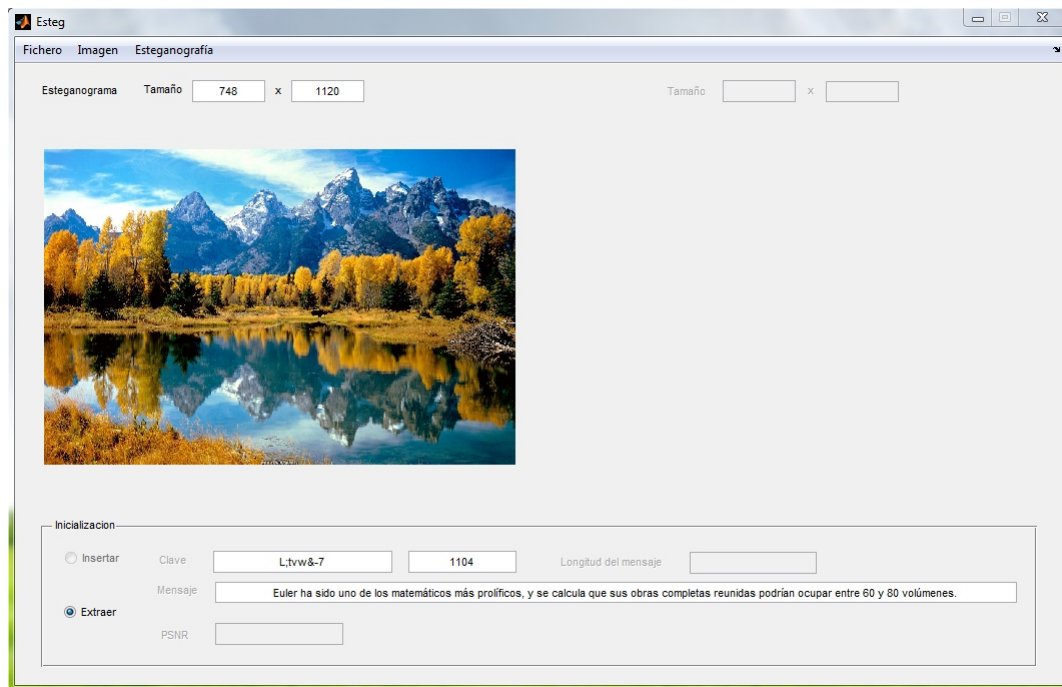 Esteg
Fichero Imagen Esteganografía
Esteganograma Tamaño 748 x 1120 Tamaño x
Inicializacion
Insertar Clave L;tvw&-7 1104 Longitud del mensaje
Mensaje Euler ha sido uno de los matemáticos más prolíficos, y se calcula que sus obras completas reunidas podrían ocupar entre 60 y 80 volúmenes.
Extraer
PSNR